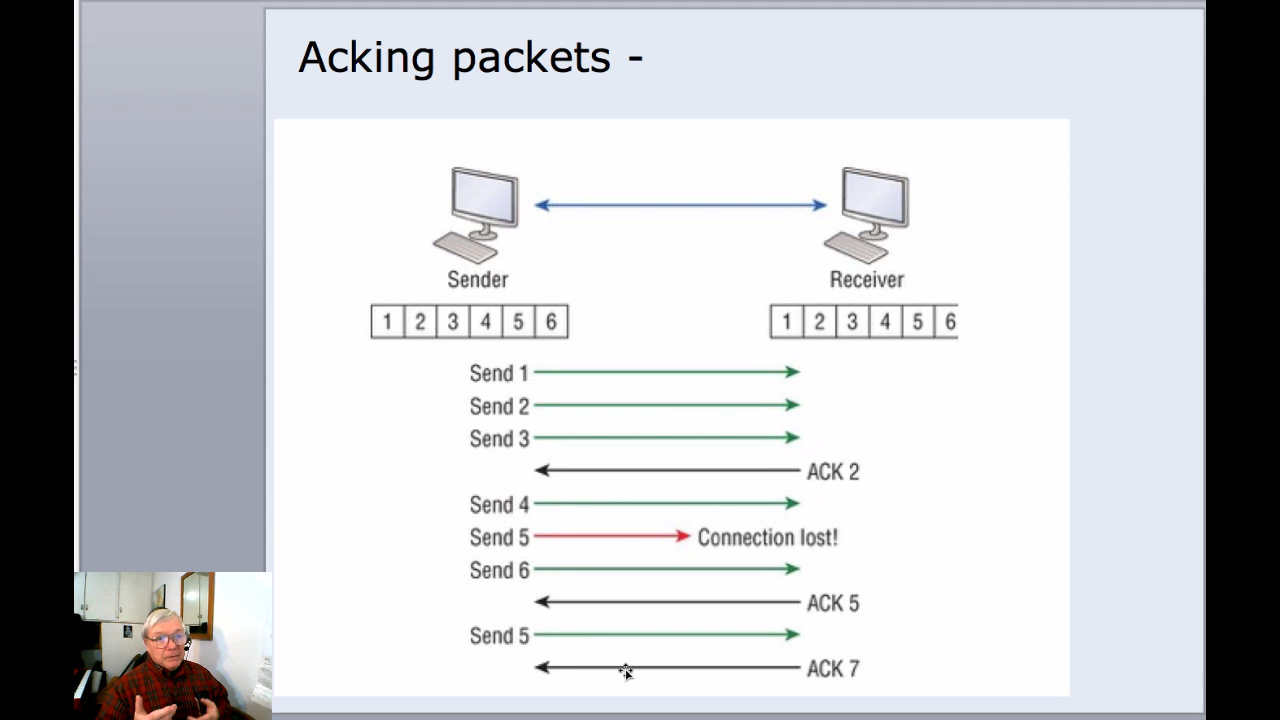 Acking packets -
Sender
Receiver
1 2 3 4 5 6
1 2 3 4 5 6
Send 1
Send 2
Send 3
ACK 2
Send 4
Send 5 Connection lost!
Send 6
ACK 5
Send 5
ACK 7